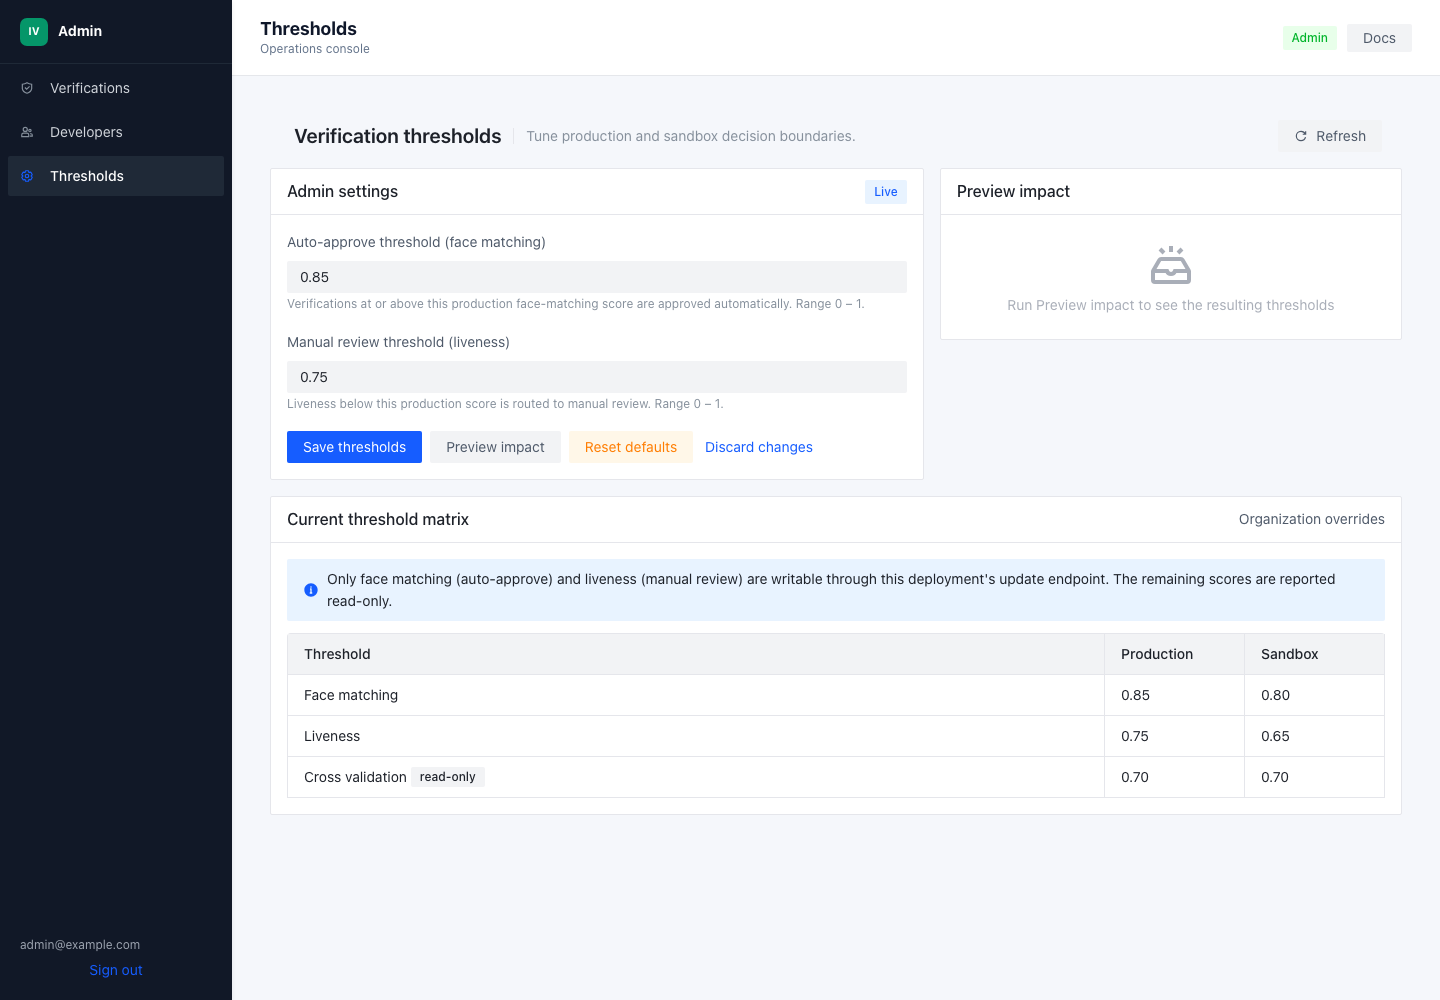 IV Admin
Verifications
Developers
Thresholds
admin@example.com
Sign out
Thresholds
Operations console
Admin
Docs
Verification thresholds
Tune production and sandbox decision boundaries.
Refresh
Admin settings
Live
Auto-approve threshold (face matching)
0.85
Verifications at or above this production face-matching score are approved automatically. Range 0 – 1.
Manual review threshold (liveness)
0.75
Liveness below this production score is routed to manual review. Range 0 – 1.
Save thresholds
Preview impact
Reset defaults
Discard changes
Preview impact
Run Preview impact to see the resulting thresholds
Current threshold matrix
Organization overrides
Only face matching (auto-approve) and liveness (manual review) are writable through this deployment's update endpoint. The remaining scores are reported
read-only.
Threshold Production Sandbox
Face matching 0.85 0.80
Liveness 0.75 0.65
Cross validation read-only 0.70 0.70